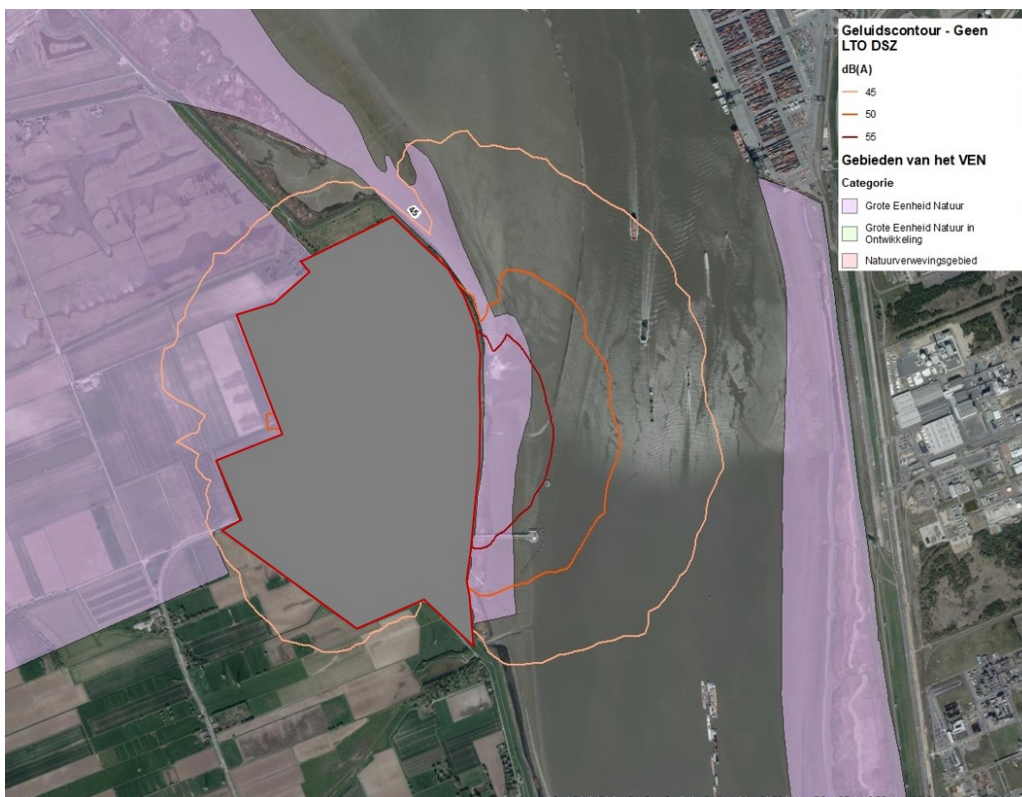 Geluidscontour - Geen
LTO DSZ
dB(A)
45
50
55
Gebieden van het VEN
Categorie
Grote Eenheid Natuur
Grote Eenheid Natuur in
Ontwikkeling
Natuurverwevingsgebied
45